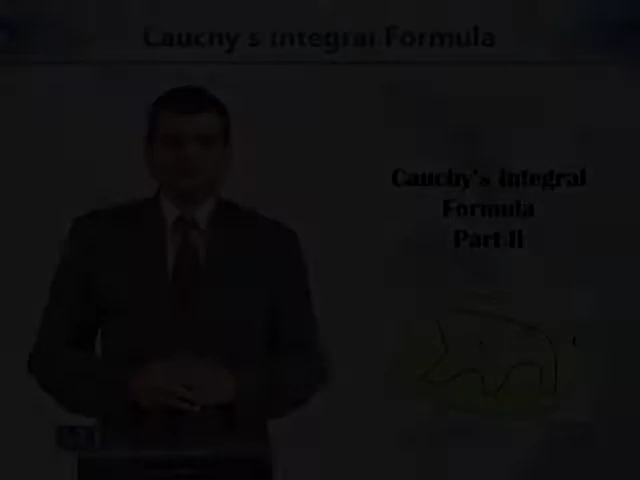 Cauchy's Integral Formula
Cauchy's Integral
Formula
Part-II